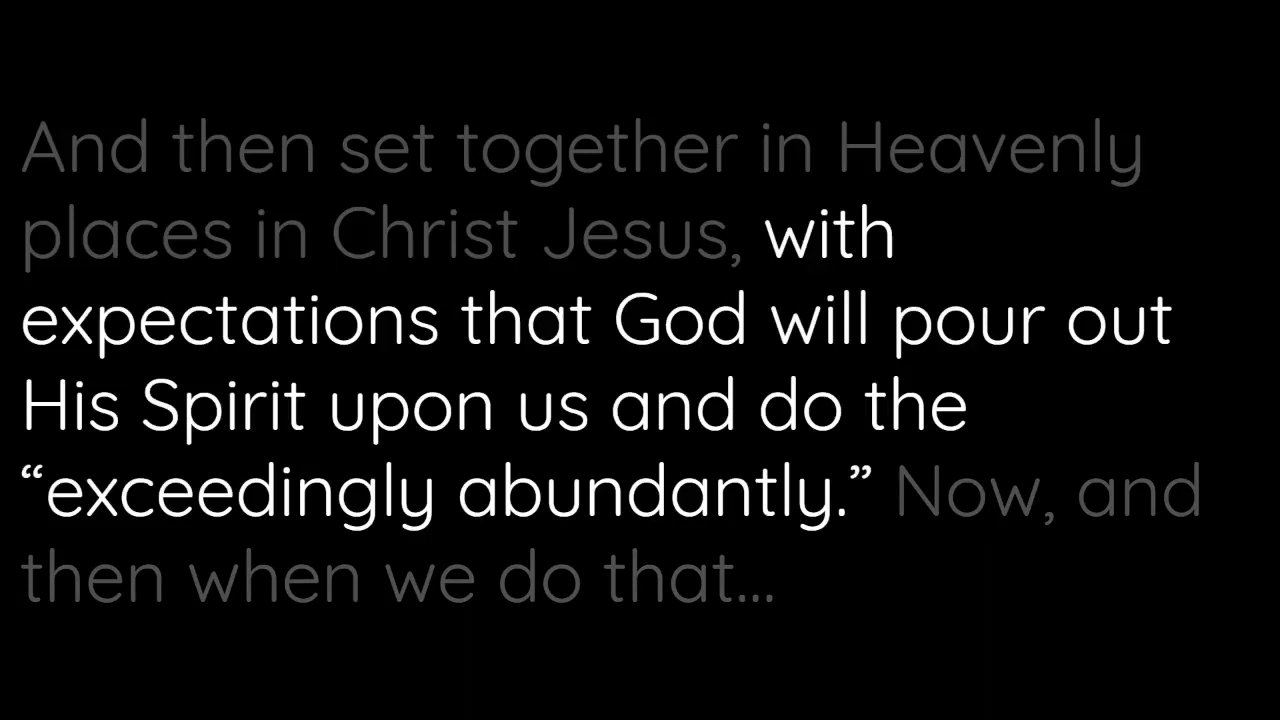 And then set together in Heavenly
places in Christ Jesus, with
expectations that God will pour out
His Spirit upon us and do the
“exceedingly abundantly.” Now, and
then when we do that...